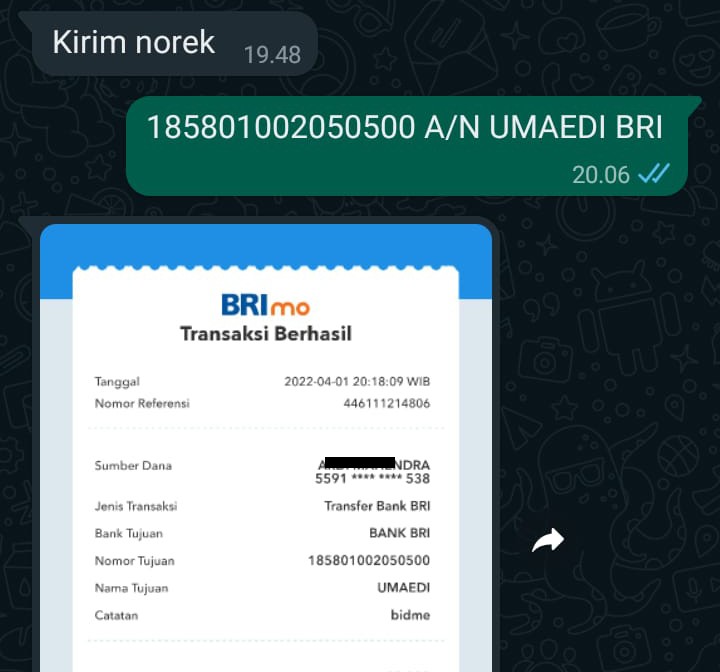 Kirim norek 19.48
185801002050500 A/N UMAEDI BRI
20.06
BRImo
Transaksi Berhasil
Tanggal 2022-04-01 20:18:09 WIB
Nomor Referensi 446111214806
Sumber Dana NDRA
5591 **** **** 538
Jenis Transaksi Transfer Bank BRI
Bank Tujuan BANK BRI
Nomor Tujuan 185801002050500
Nama Tujuan UMAEDI
Catatan bidme